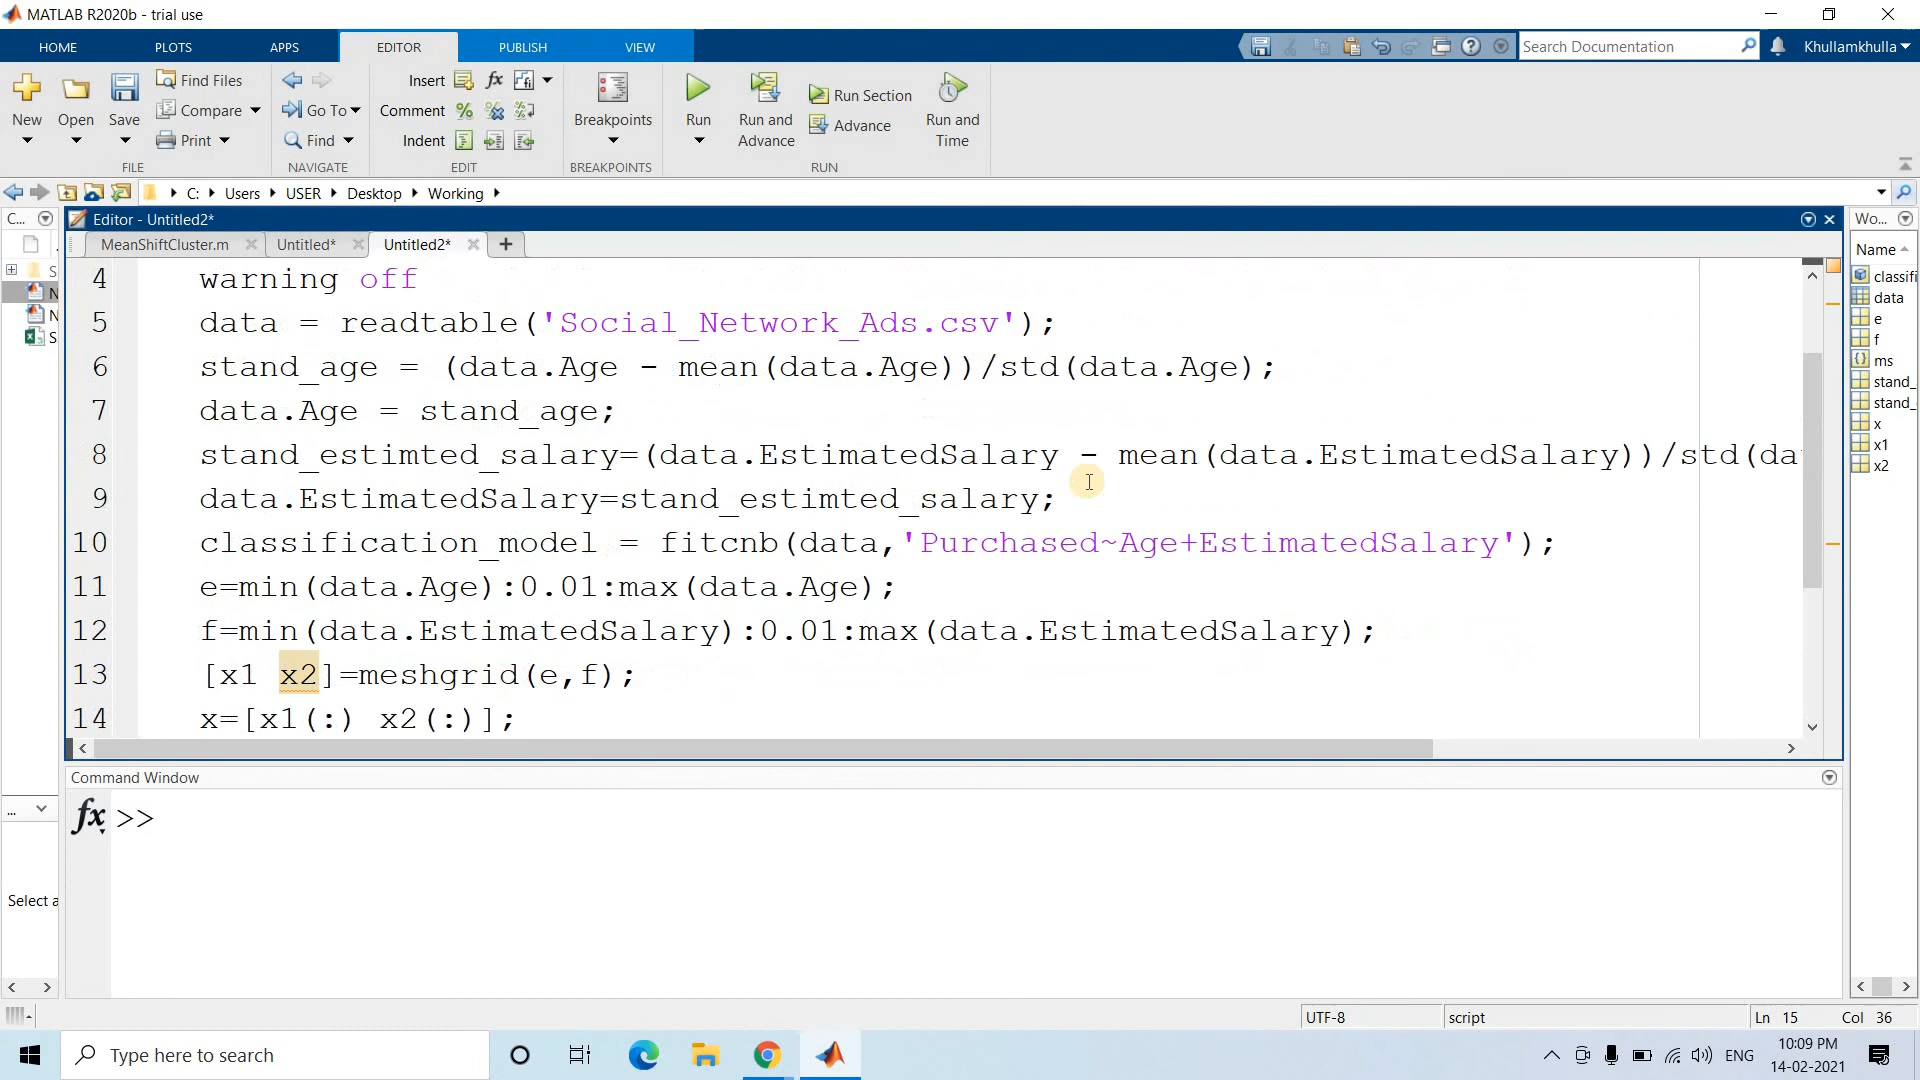 MATLAB R2020b - trial use
HOME PLOTS APPS EDITOR PUBLISH VIEW
Search Documentation
Khullamkhulla
New Open Save
Find Files
Compare
Print
FILE
Go To
Find
NAVIGATE
Insert fx
Comment
Indent
EDIT
Breakpoints
BREAKPOINTS
Run
Run and Advance
Run Section
Advance
Run and Time
RUN
C: Users USER Desktop Working
C...
Editor - Untitled2*
Wo...
MeanShiftCluster.m Untitled* Untitled2*
Name
4 warning off
5 data = readtable('Social_Network_Ads.csv');
6 stand_age = (data.Age - mean(data.Age))/std(data.Age);
7 data.Age = stand_age;
8 stand_estimted_salary=(data.EstimatedSalary - mean(data.EstimatedSalary))/std(da
9 data.EstimatedSalary=stand_estimted_salary;
10 classification_model = fitcnb(data,'Purchased~Age+EstimatedSalary');
11 e=min(data.Age):0.01:max(data.Age);
12 f=min(data.EstimatedSalary):0.01:max(data.EstimatedSalary);
13 [x1 x2]=meshgrid(e,f);
14 x=[x1(:) x2(:)];
classifi
data
e
f
ms
stand_
stand_
x
x1
x2
S
N
N
S
Command Window
fx >>
...
Select a
UTF-8 script Ln 15 Col 36
Type here to search
ENG
10:09 PM
14-02-2021